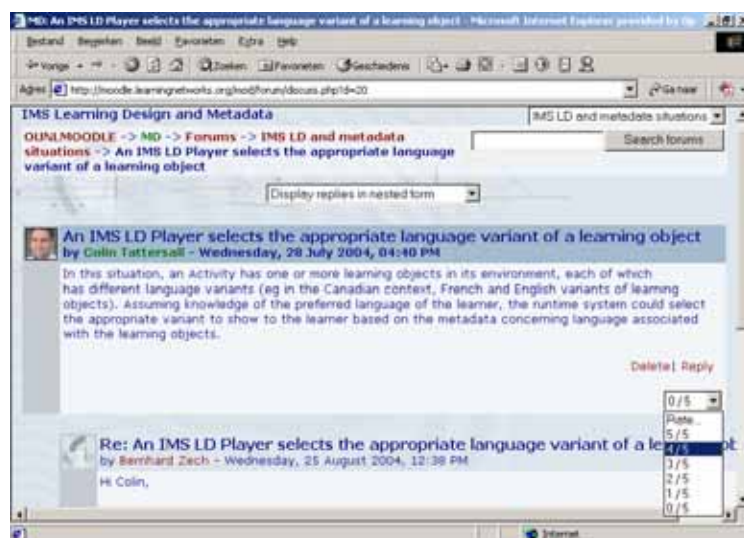 MD: An IMS LD Player selects the appropriate language variant of a learning object - Microsoft Internet Explorer provided by
Bestand Bewerken Beeld Favorieten Extra Help
Vorige Zoeken Favorieten Geschiedenis
Adres http://moodle.learningnetworks.org/mod/forum/discuss.php?d=20 Ga naar
IMS Learning Design and Metadata
IMS LD and metadata situations
OUNLMOODLE -> MD -> Forums -> IMS LD and metadata
situations -> An IMS LD Player selects the appropriate language
variant of a learning object
Search forums
Display replies in nested form
An IMS LD Player selects the appropriate language variant of a learning object
by Colin Tattersall - Wednesday, 28 July 2004, 04:40 PM
In this situation, an Activity has one or more learning objects in its environment, each of which
has different language variants (eg in the Canadian context, French and English variants of learning
objects). Assuming knowledge of the preferred language of the learner, the runtime system could select
the appropriate variant to show to the learner based on the metadata concerning language associated
with the learning objects.
Delete| Reply
0/5
Rate...
5/5
4/5
3/5
2/5
1/5
0/5
Re: An IMS LD Player selects the appropriate language variant of a
by Bernhard Zech - Wednesday, 25 August 2004, 12:38 PM
Hi Colin,
Internet